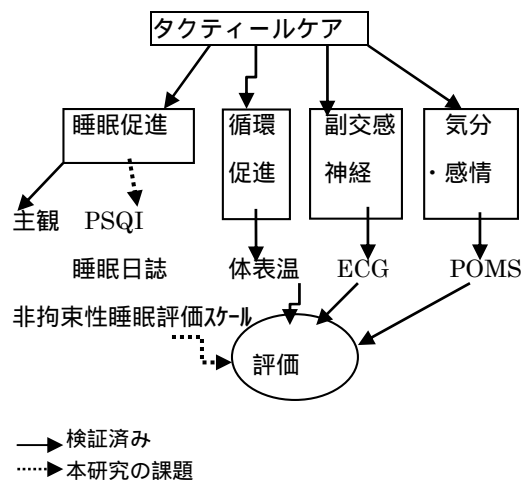 タクティールケア
睡眠促進
循環
促進
副交感
神経
気分
・感情
主観 PSQI
睡眠日誌
体表温
ECG
POMS
非拘束性睡眠評価ｽｹｰﾙ
評価
検証済み
本研究の課題